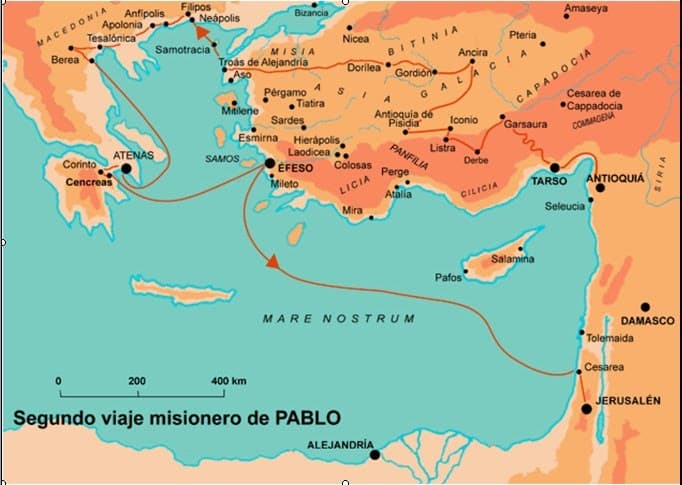 Filipos
Bizancia
Amaseya
Anfípolis
Neápolis
MACEDONIA
Apolonia
Tesalónica
Nicea
BITINIA
Pteria
Berea
Samotracia
MISIA
Troás de Alejandría
Ancira
Aso
Dorilea
Gordión
CAPADOCIA
ASIA
GALACIA
Pérgamo
Tiatira
Mitilene
Cesarea de
Cappadocia
Sardes
Antioquía de
Pisidia
Iconio
Garsaura
COMMAGENA
Esmirna
Hierápolis
Laodicea
Listra
ATENAS
SAMOS
Colosas
PANFILIA
Derbe
Corinto
ÉFESO
SIRIA
Cencreas
Mileto
LICIA
Perge
CILICIA
TARSO
ANTIOQUIÁ
Atalía
Mira
Seleucia
Salamina
Pafos
MARE NOSTRUM
DAMASCO
Tolemaida
Cesarea
0 200 400 km
JERUSALÉN
Segundo viaje misionero de PABLO
ALEJANDRÍA